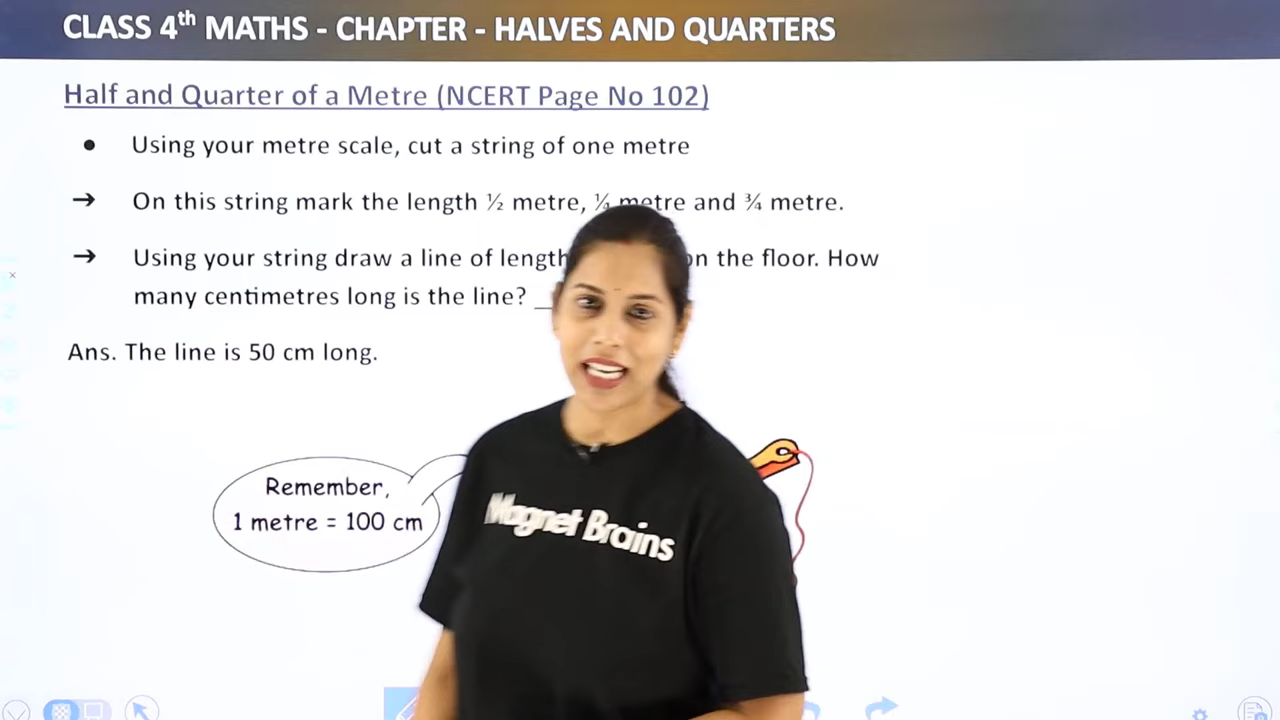 CLASS 4th MATHS - CHAPTER - HALVES AND QUARTERS
Half and Quarter of a Metre (NCERT Page No 102)
● Using your metre scale, cut a string of one metre
→ On this string mark the length ½ metre, metre and ¾ metre.
→ Using your string draw a line of length on the floor. How
many centimetres long is the line? _
Ans. The line is 50 cm long.
Remember,
1 metre = 100 cm
Magnet Brains